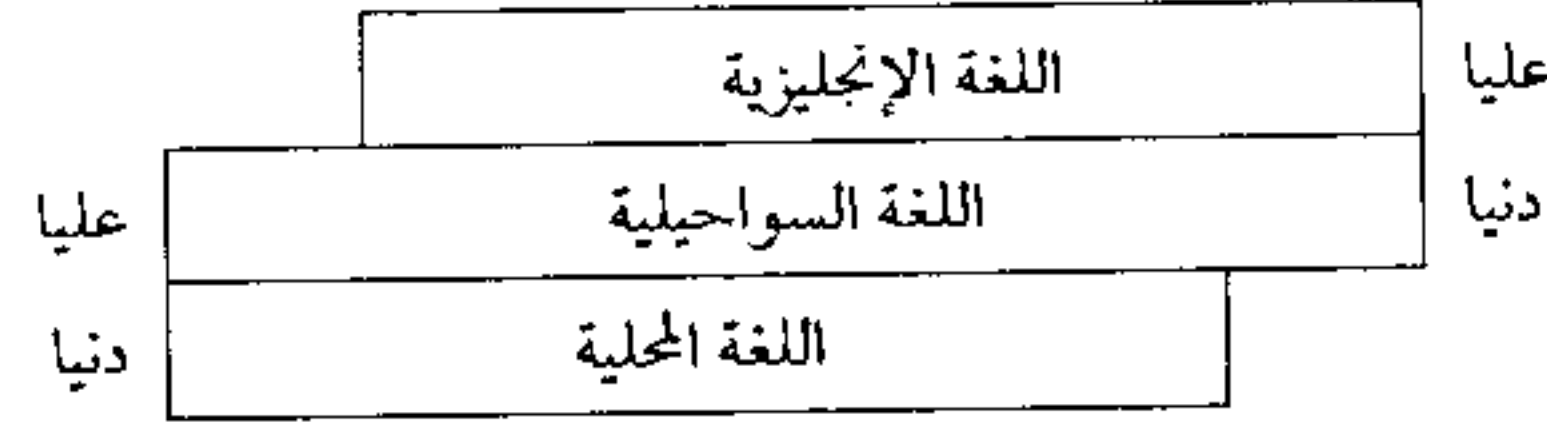 عليا اللغة الإنجليزية
دنيا اللغة السواحيلية عليا
اللغة المحلية دنيا